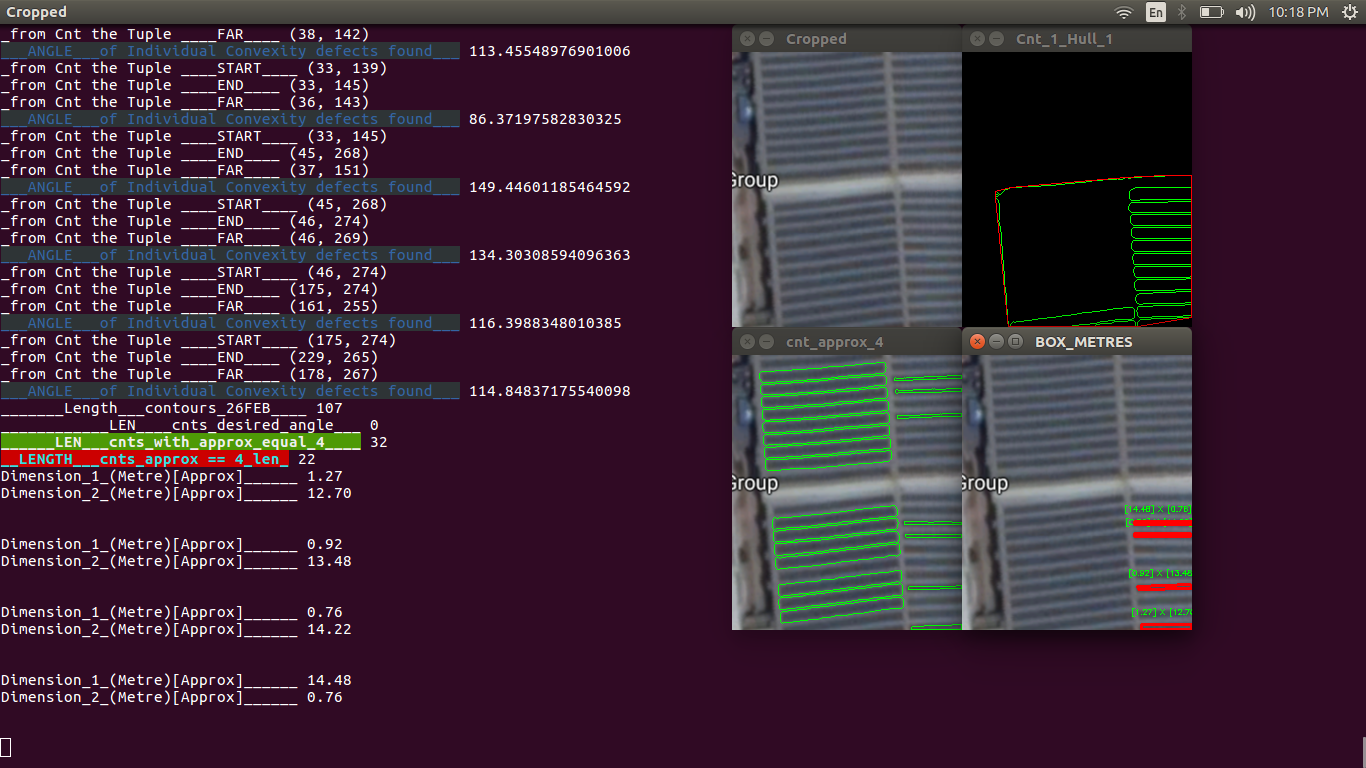 Cropped
En
10:18 PM
_from Cnt the Tuple ____FAR____ (38, 142)
___ANGLE___of Individual Convexity defects found___ 113.45548976901006
_from Cnt the Tuple ____START____ (33, 139)
_from Cnt the Tuple ____END____ (33, 145)
_from Cnt the Tuple ____FAR____ (36, 143)
___ANGLE___of Individual Convexity defects found___ 86.37197582830325
_from Cnt the Tuple ____START____ (33, 145)
_from Cnt the Tuple ____END____ (45, 268)
_from Cnt the Tuple ____FAR____ (37, 151)
___ANGLE___of Individual Convexity defects found___ 149.44601185464592
_from Cnt the Tuple ____START____ (45, 268)
_from Cnt the Tuple ____END____ (46, 274)
_from Cnt the Tuple ____FAR____ (46, 269)
___ANGLE___of Individual Convexity defects found___ 134.30308594096363
_from Cnt the Tuple ____START____ (46, 274)
_from Cnt the Tuple ____END____ (175, 274)
_from Cnt the Tuple ____FAR____ (161, 255)
___ANGLE___of Individual Convexity defects found___ 116.3988348010385
_from Cnt the Tuple ____START____ (175, 274)
_from Cnt the Tuple ____END____ (229, 265)
_from Cnt the Tuple ____FAR____ (178, 267)
___ANGLE___of Individual Convexity defects found___ 114.84837175540098
_______Length___contours_26FEB____ 107
____________LEN____cnts_desired_angle___ 0
______LEN___cnts_with_approx_equal_4____ 32
__LENGTH___cnts_approx == 4_len_ 22
Dimension_1_(Metre)[Approx]______ 1.27
Dimension_2_(Metre)[Approx]______ 12.70
Dimension_1_(Metre)[Approx]______ 0.92
Dimension_2_(Metre)[Approx]______ 13.48
Dimension_1_(Metre)[Approx]______ 0.76
Dimension_2_(Metre)[Approx]______ 14.22
Dimension_1_(Metre)[Approx]______ 14.48
Dimension_2_(Metre)[Approx]______ 0.76
Cropped
Group
Cnt_1_Hull_1
cnt_approx_4
Group
BOX_METRES
Group
[14.48] X [0.76]
[0.92] X [13.48
[1.27] X [12.70